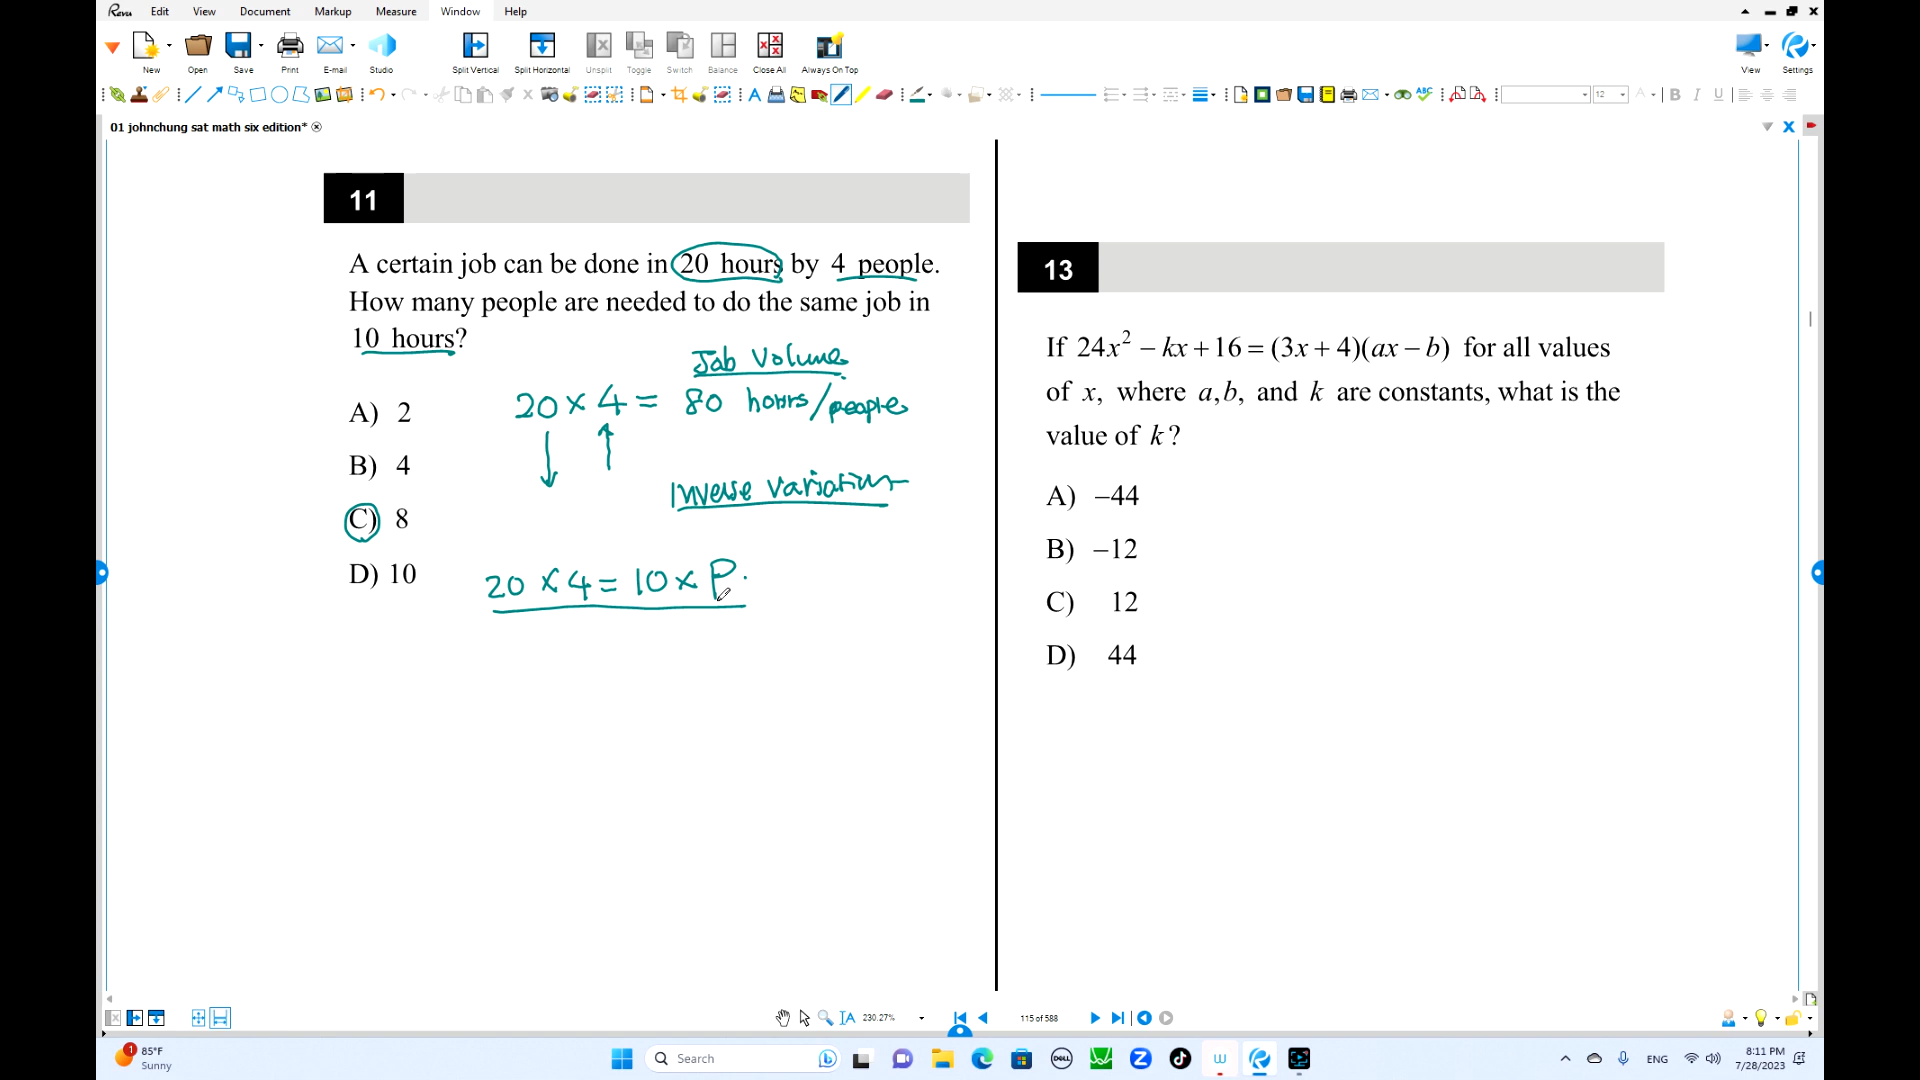 Revu Edit View Document Markup Measure Window Help
New Open Save Print E-mail Studio Split Vertical Split Horizontal Unsplit Toggle Switch Balance Close All Always On Top View Settings
12
01 johnchung sat math six edition*
11
A certain job can be done in 20 hours by 4 people.
How many people are needed to do the same job in
10 hours?
Job Volume
20 × 4 = 80 hours/people
A) 2
B) 4
Inverse Variation
C) 8
D) 10
20 × 4 = 10 × P.
13
If 24x² − kx + 16 = (3x + 4)(ax − b) for all values
of x, where a, b, and k are constants, what is the
value of k?
A) −44
B) −12
C) 12
D) 44
230.27% 115 of 588
1 85°F
Sunny
Search
DELL
ENG
8:11 PM
7/28/2023